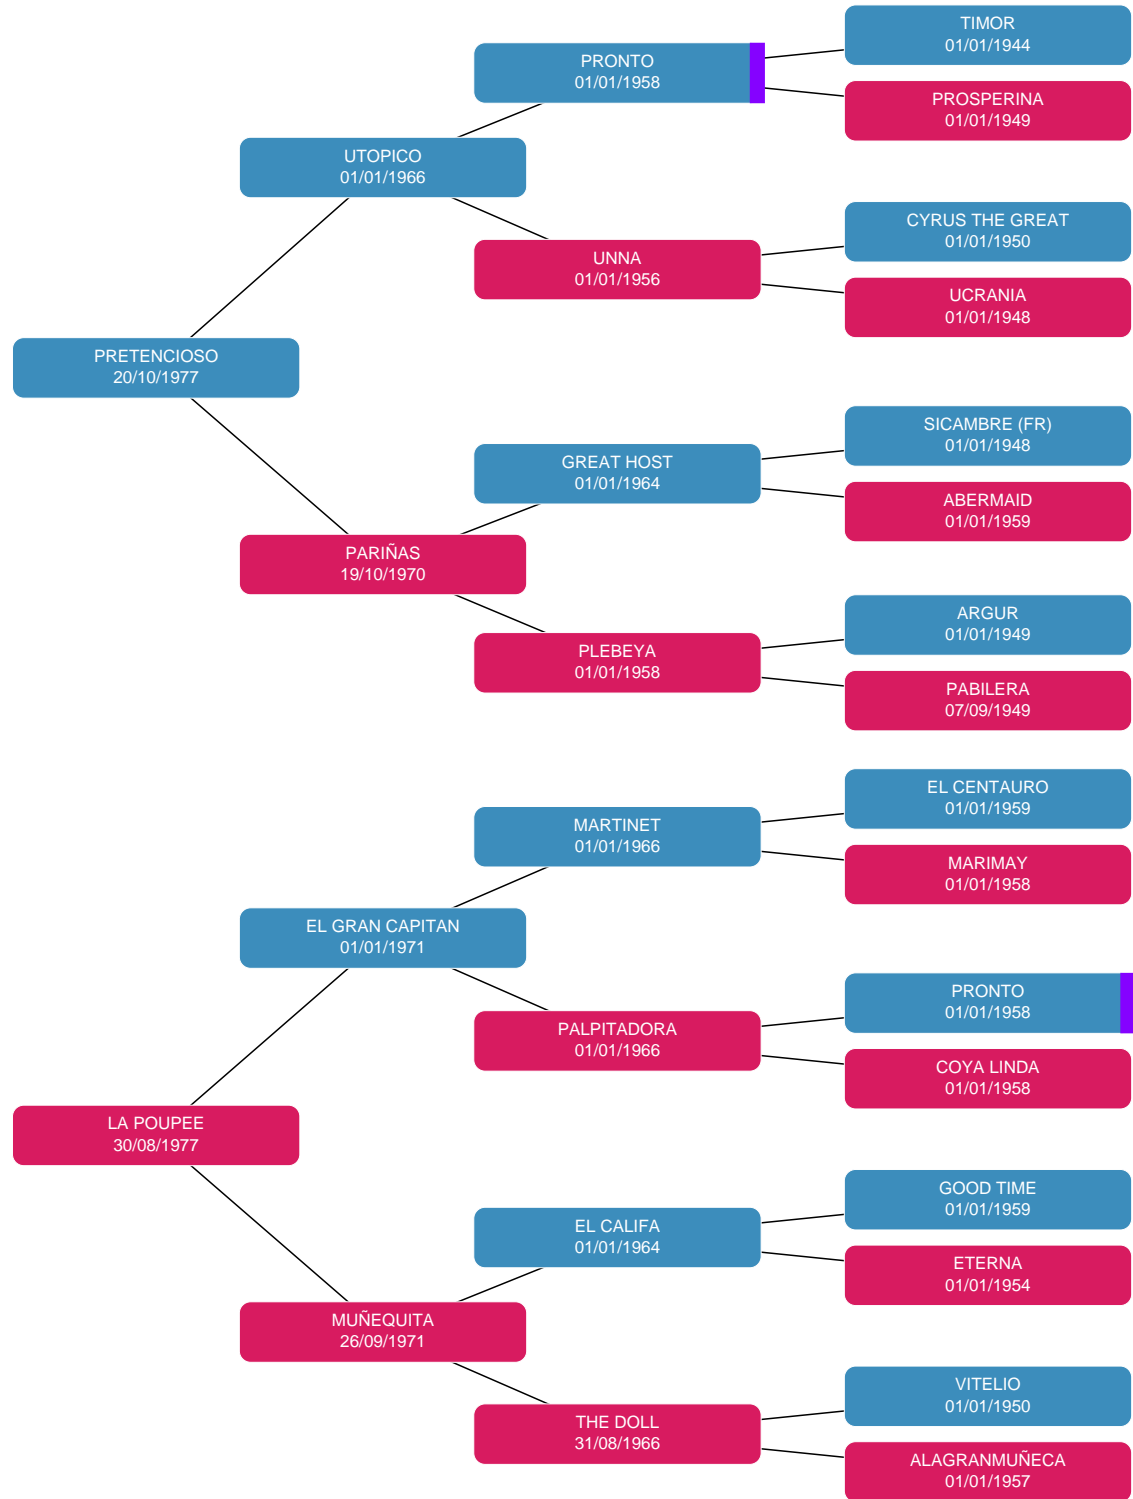 TIMOR
01/01/1944
PRONTO
01/01/1958
PROSPERINA
01/01/1949
UTOPICO
01/01/1966
CYRUS THE GREAT
01/01/1950
UNNA
01/01/1956
UCRANIA
01/01/1948
PRETENCIOSO
20/10/1977
SICAMBRE (FR)
01/01/1948
GREAT HOST
01/01/1964
ABERMAID
01/01/1959
PARIÑAS
19/10/1970
ARGUR
01/01/1949
PLEBEYA
01/01/1958
PABILERA
07/09/1949
EL CENTAURO
01/01/1959
MARTINET
01/01/1966
MARIMAY
01/01/1958
EL GRAN CAPITAN
01/01/1971
PRONTO
01/01/1958
PALPITADORA
01/01/1966
COYA LINDA
01/01/1958
LA POUPEE
30/08/1977
GOOD TIME
01/01/1959
EL CALIFA
01/01/1964
ETERNA
01/01/1954
MUÑEQUITA
26/09/1971
VITELIO
01/01/1950
THE DOLL
31/08/1966
ALAGRANMUÑECA
01/01/1957